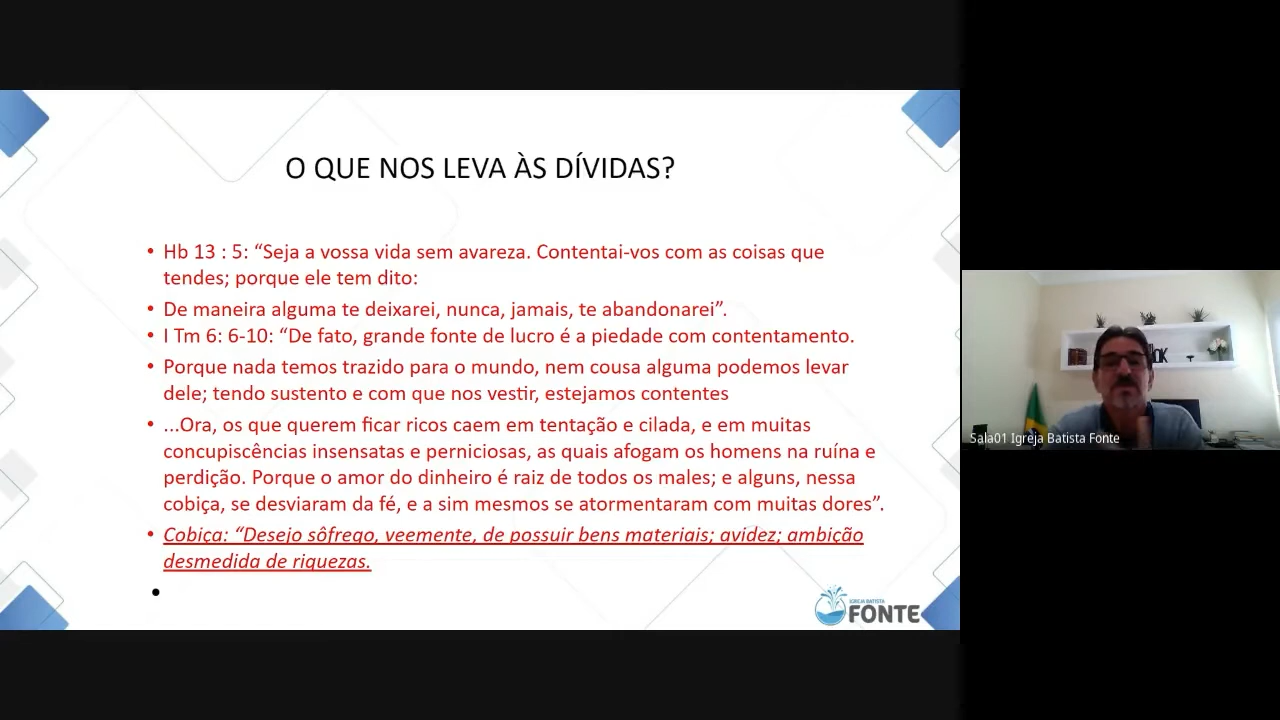 O QUE NOS LEVA ÀS DÍVIDAS?
• Hb 13 : 5: “Seja a vossa vida sem avareza. Contentai-vos com as coisas que
tendes; porque ele tem dito:
• De maneira alguma te deixarei, nunca, jamais, te abandonarei”.
• I Tm 6: 6-10: “De fato, grande fonte de lucro é a piedade com contentamento.
• Porque nada temos trazido para o mundo, nem cousa alguma podemos levar
dele; tendo sustento e com que nos vestir, estejamos contentes
• ...Ora, os que querem ficar ricos caem em tentação e cilada, e em muitas
concupiscências insensatas e perniciosas, as quais afogam os homens na ruína e
perdição. Porque o amor do dinheiro é raiz de todos os males; e alguns, nessa
cobiça, se desviaram da fé, e a sim mesmos se atormentaram com muitas dores”.
• Cobiça: “Desejo sôfrego, veemente, de possuir bens materiais; avidez; ambição
desmedida de riquezas.
•
IGREJA BATISTA
FONTE
Sala01 Igreja Batista Fonte